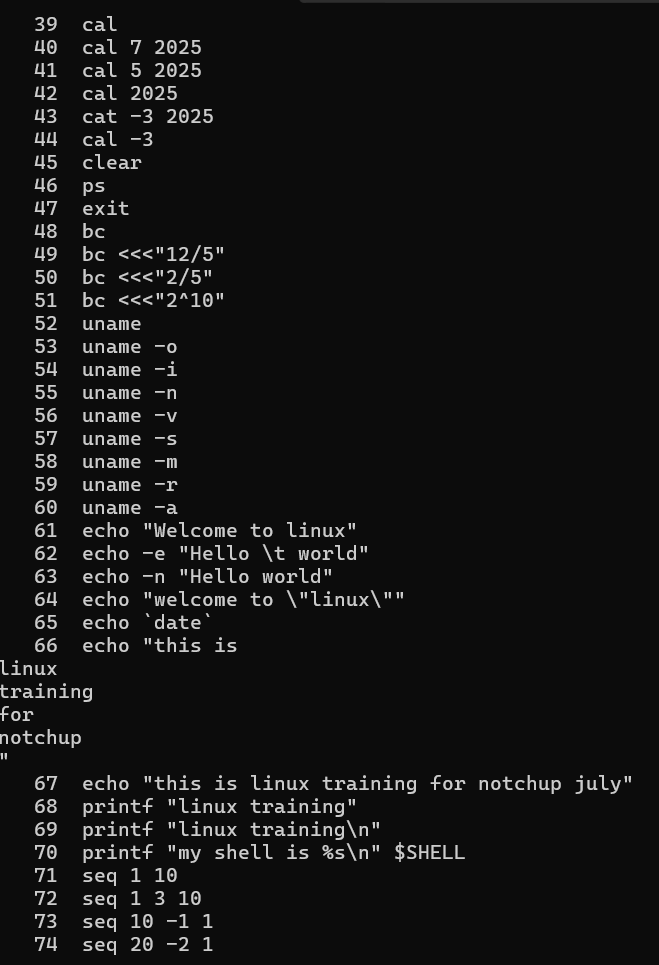 39  cal
40  cal 7 2025
41  cal 5 2025
42  cal 2025
43  cat -3 2025
44  cal -3
45  clear
46  ps
47  exit
48  bc
49  bc <<<"12/5"
50  bc <<<"2/5"
51  bc <<<"2^10"
52  uname
53  uname -o
54  uname -i
55  uname -n
56  uname -v
57  uname -s
58  uname -m
59  uname -r
60  uname -a
61  echo "Welcome to linux"
62  echo -e "Hello \t world"
63  echo -n "Hello world"
64  echo "welcome to \"linux\""
65  echo `date`
66  echo "this is
linux
training
for
notchup
"
67  echo "this is linux training for notchup july"
68  printf "linux training"
69  printf "linux training\n"
70  printf "my shell is %s\n" $SHELL
71  seq 1 10
72  seq 1 3 10
73  seq 10 -1 1
74  seq 20 -2 1